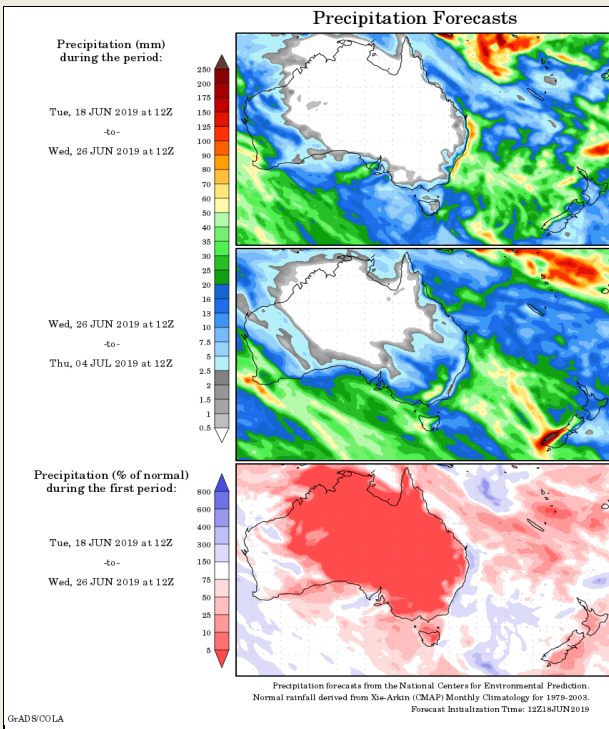 Precipitation Forecasts
Precipitation (mm)
during the period:
Tue, 18 JUN 2019 at 12Z
-to-
Wed, 26 JUN 2019 at 12Z
250
200
175
150
125
100
90
80
70
60
50
40
35
30
25
20
16
13
10
7.5
5
2.5
2
1.5
1
0.5
Wed, 26 JUN 2019 at 12Z
-to-
Thu, 04 JUL 2019 at 12Z
Precipitation (% of normal)
during the first period:
Tue, 18 JUN 2019 at 12Z
-to-
Wed, 26 JUN 2019 at 12Z
800
600
400
300
150
75
50
25
10
5
Precipitation forecasts from the National Centers for Environmental Prediction.
Normal rainfall derived from Xie-Arkin (CMAP) Monthly Climatology for 1979-2003.
Forecast Initialization Time: 12Z18JUN2019
GrADS/COLA